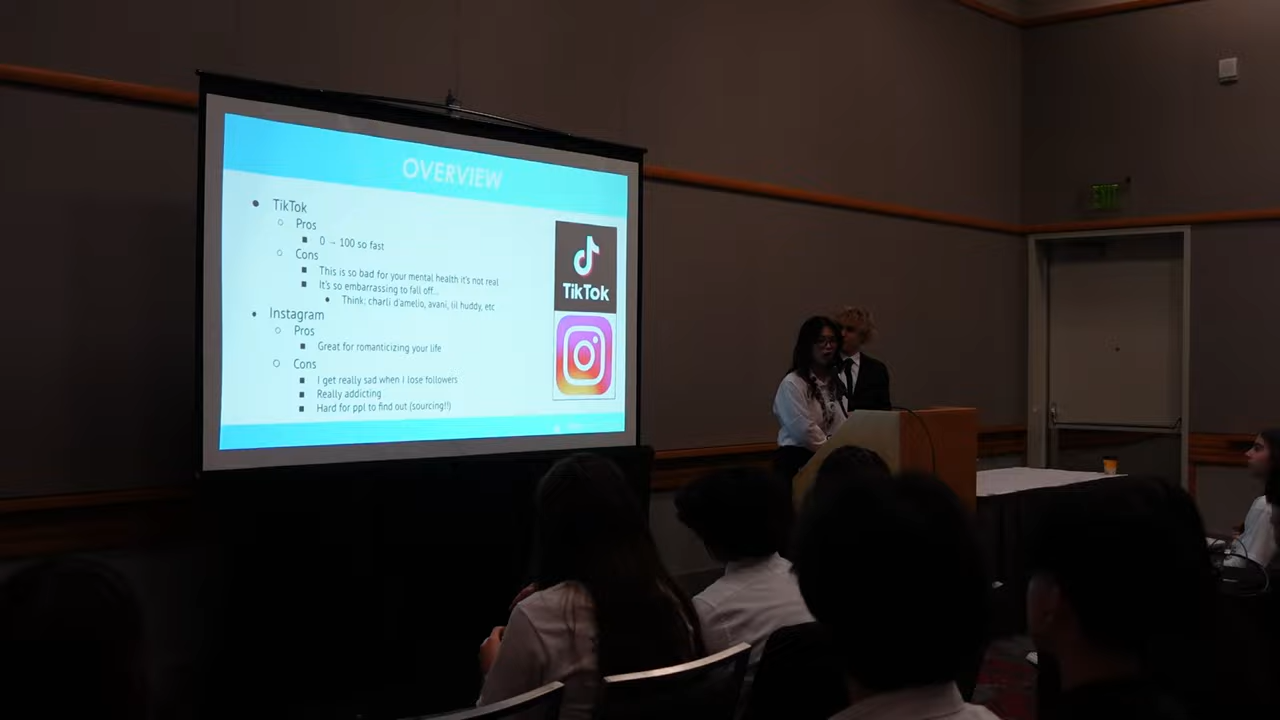 OVERVIEW
TikTok
Pros
0 → 100 so fast
Cons
This is so bad for your mental health it's not real
It's so embarrassing to fall off...
Think: charli d'amelio, avani, lil huddy, etc
Instagram
Pros
Great for romanticizing your life
Cons
I get really sad when I lose followers
Really addicting
Hard for ppl to find out (sourcing!!)
TikTok
EXIT